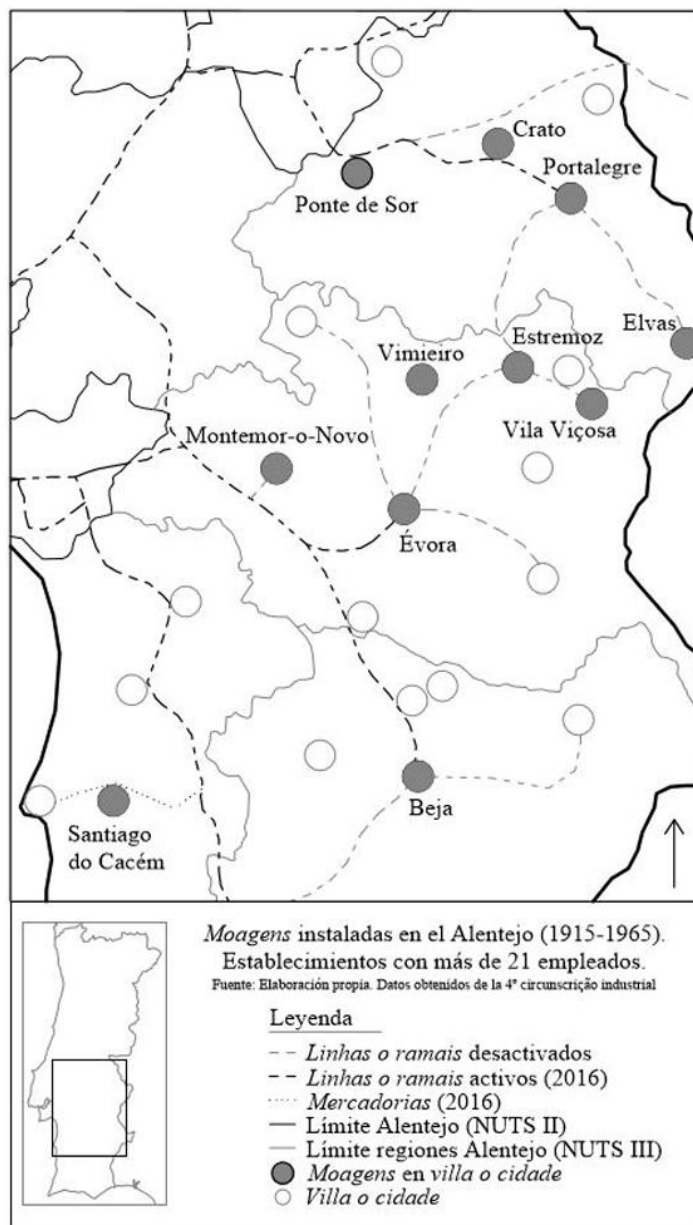 Crato
Portalegre
Ponte de Sor
Elvas
Estremoz
Vimieiro
Vila Viçosa
Montemor-o-Novo
Évora
Beja
Santiago
do Cacém
Moagens instaladas en el Alentejo (1915-1965).
Establecimientos con más de 21 empleados.
Fuente: Elaboración propia. Datos obtenidos de la 4º circunscrição industrial
Leyenda
Linhas o ramais desactivados
Linhas o ramais activos (2016)
Mercadorias (2016)
Límite Alentejo (NUTS II)
Límite regiones Alentejo (NUTS III)
Moagens en villa o cidade
Villa o cidade